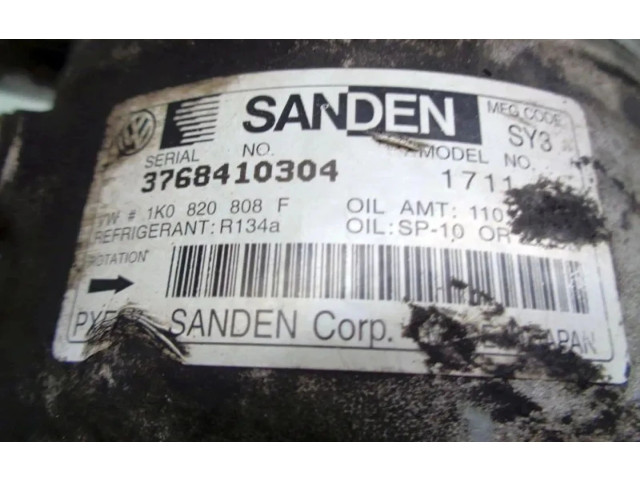 SANDEN
MFG CODE
SY3
SERIAL NO.
MODEL NO.
3768410304
1711
VW # 1K0 820 808 F
OIL AMT: 110
REFRIGERANT: R134a
OIL: SP-10 OR
ROTATION
SANDEN Corp.
JAPAN